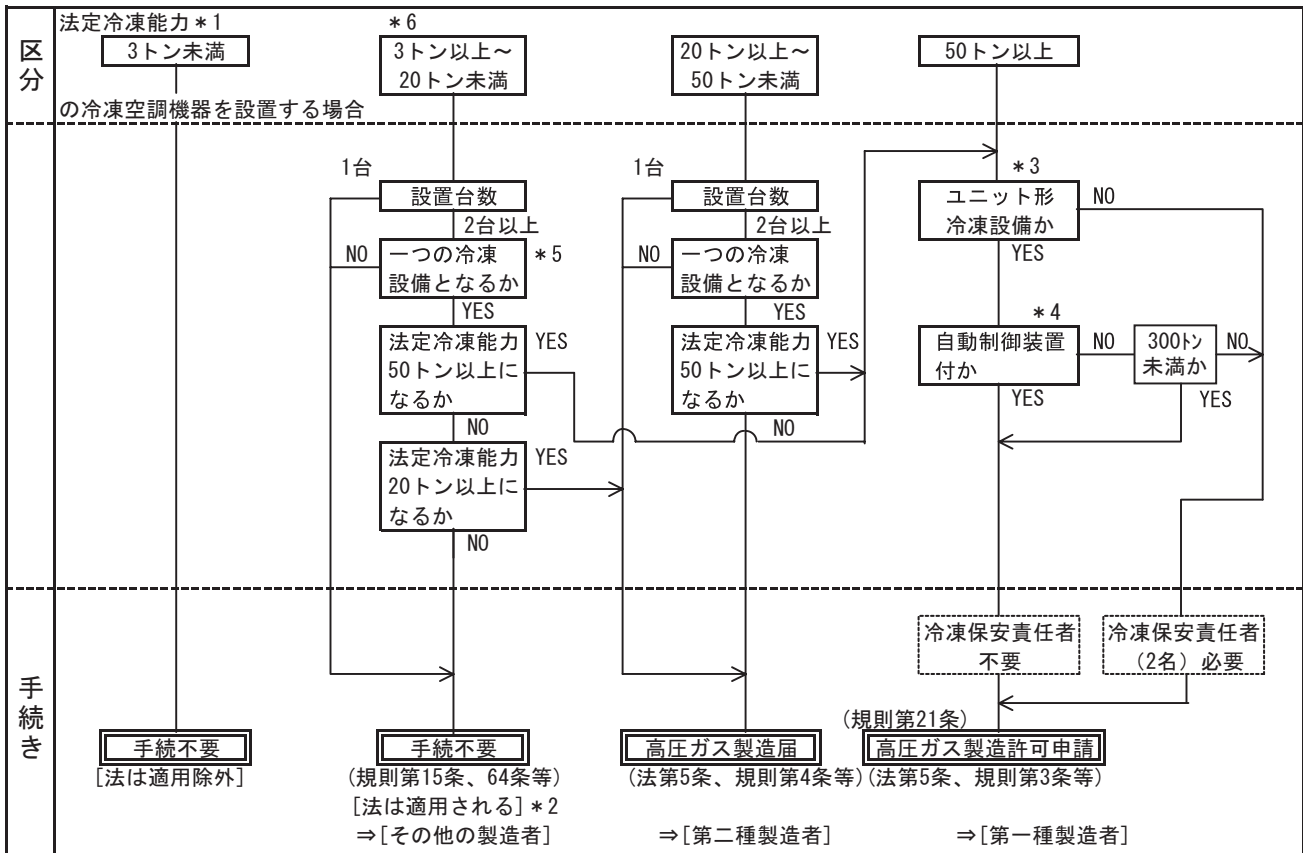 区分
法定冷凍能力*1
*6
3トン未満
3トン以上～
20トン未満
20トン以上～
50トン未満
50トン以上
の冷凍空調機器を設置する場合
1台
設置台数
2台以上
NO
一つの冷凍
設備となるか
*5
YES
法定冷凍能力
50トン以上に
なるか
YES
NO
法定冷凍能力
20トン以上に
なるか
YES
NO
1台
設置台数
2台以上
NO
一つの冷凍
設備となるか
YES
法定冷凍能力
50トン以上に
なるか
YES
NO
*3
ユニット形
冷凍設備か
NO
YES
*4
自動制御装置
付か
NO
300トン
未満か
NO
YES
YES
手続き
冷凍保安責任者
不要
冷凍保安責任者
(2名)必要
(規則第21条)
手続不要
[法は適用除外]
手続不要
(規則第15条、64条等)
[法は適用される]*2
⇒[その他の製造者]
高圧ガス製造届
(法第5条、規則第4条等)
⇒[第二種製造者]
高圧ガス製造許可申請
(法第5条、規則第3条等)
⇒[第一種製造者]